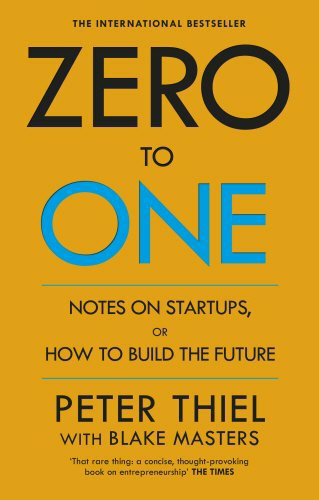 THE INTERNATIONAL BESTSELLER
ZERO
TO
ONE
NOTES ON STARTUPS,
OR
HOW TO BUILD THE FUTURE
PETER THIEL
WITH BLAKE MASTERS
'That rare thing: a concise, thought-provoking
book on entrepreneurship' THE TIMES